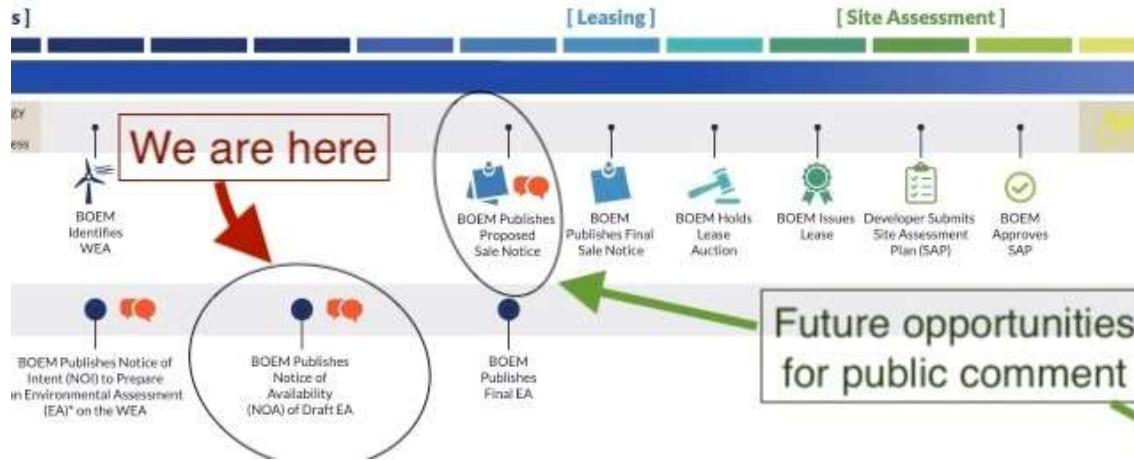 s ]
[ Leasing ]
[ Site Assessment ]
gy
ess
We are here
BOEM
Identifies
WEA
BOEM Publishes
Proposed
Sale Notice
BOEM
Publishes Final
Sale Notice
BOEM Holds
Lease
Auction
BOEM Issues
Lease
Developer Submits
Site Assessment
Plan (SAP)
BOEM
Approves
SAP
BOEM Publishes Notice of
Intent (NOI) to Prepare
n Environmental Assessment
(EA)* on the WEA
BOEM Publishes
Notice of
Availability
(NOA) of Draft EA
BOEM
Publishes
Final EA
Future opportunities
for public comment